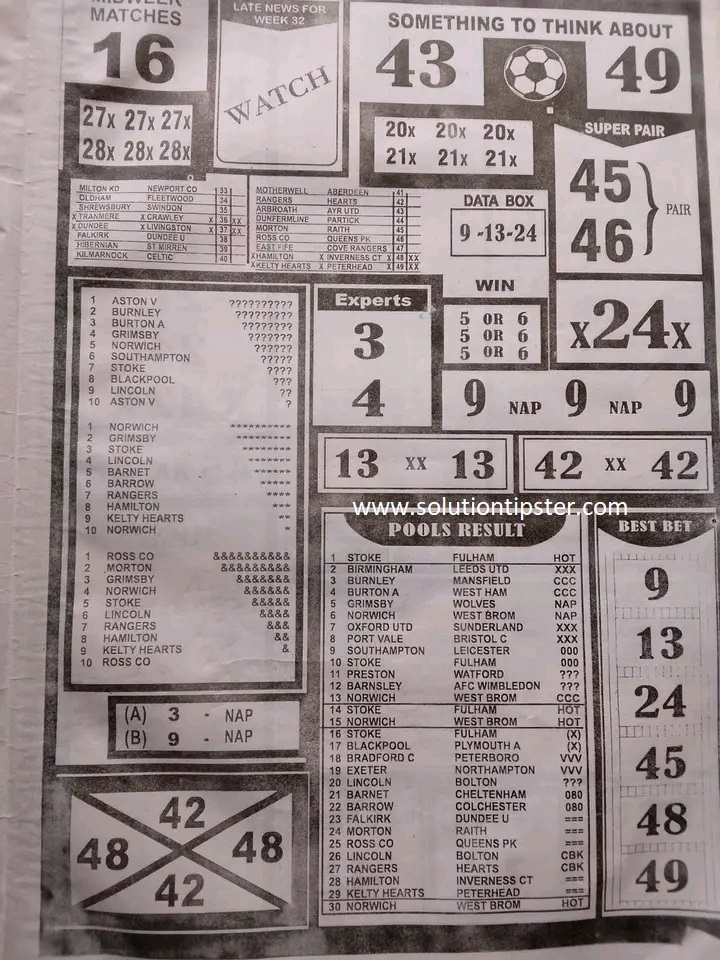 MIDWEEK
MATCHES
16
LATE NEWS FOR
WEEK 32
WATCH
SOMETHING TO THINK ABOUT
43
49
27x 27x 27x
28x 28x 28x
20x 20x 20x
21x 21x 21x
SUPER PAIR
45
46
PAIR
MILTON KD NEWPORT CO 33
OLDHAM FLEETWOOD 34
SHREWSBURY SWINDON 35
X TRANMERE X CRAWLEY X 36 XX
X DUNDEE X LIVINGSTON X 37 XX
FALKIRK DUNDEE U 38
HIBERNIAN ST MIRREN 39
KILMARNOCK CELTIC 40
MOTHERWELL ABERDEEN 41
RANGERS HEARTS 42
ARBROATH AYR UTD 43
DUNFERMLINE PARTICK 44
MORTON RAITH 45
ROSS CO QUEENS PK 46
EAST FIFE COVE RANGERS 47
XHAMILTON X INVERNESS CT X 48 XX
XKELTY HEARTS X PETERHEAD X 49 XX
DATA BOX
9 -13-24
WIN
5 OR 6
5 OR 6
5 OR 6
X24X
1 ASTON V ??????????
2 BURNLEY ?????????
3 BURTON A ????????
4 GRIMSBY ???????
5 NORWICH ??????
6 SOUTHAMPTON ?????
7 STOKE ????
8 BLACKPOOL ???
9 LINCOLN ??
10 ASTON V ?
1 NORWICH **********
2 GRIMSBY *********
3 STOKE ********
4 LINCOLN *******
5 BARNET ******
6 BARROW *****
7 RANGERS ****
8 HAMILTON ***
9 KELTY HEARTS **
10 NORWICH *
1 ROSS CO &&&&&&&&&&
2 MORTON &&&&&&&&&
3 GRIMSBY &&&&&&&
4 NORWICH &&&&&&
5 STOKE &&&&&
6 LINCOLN &&&&
7 RANGERS &&&
8 HAMILTON &&
9 KELTY HEARTS &
10 ROSS CO
Experts
3
4
9 NAP 9 NAP 9
13 XX 13
42 XX 42
www.solutiontipster.com
POOLS RESULT
1 STOKE FULHAM HOT
2 BIRMINGHAM LEEDS UTD XXX
3 BURNLEY MANSFIELD CCC
4 BURTON A WEST HAM CCC
5 GRIMSBY WOLVES NAP
6 NORWICH WEST BROM NAP
7 OXFORD UTD SUNDERLAND XXX
8 PORT VALE BRISTOL C XXX
9 SOUTHAMPTON LEICESTER 000
10 STOKE FULHAM 000
11 PRESTON WATFORD ???
12 BARNSLEY AFC WIMBLEDON ???
13 NORWICH WEST BROM CCC
14 STOKE FULHAM HOT
15 NORWICH WEST BROM HOT
16 STOKE FULHAM (X)
17 BLACKPOOL PLYMOUTH A (X)
18 BRADFORD C PETERBORO VVV
19 EXETER NORTHAMPTON VVV
20 LINCOLN BOLTON ???
21 BARNET CHELTENHAM 080
22 BARROW COLCHESTER 080
23 FALKIRK DUNDEE U ===
24 MORTON RAITH ===
25 ROSS CO QUEENS PK ===
26 LINCOLN BOLTON CBK
27 RANGERS HEARTS CBK
28 HAMILTON INVERNESS CT ===
29 KELTY HEARTS PETERHEAD ===
30 NORWICH WEST BROM HOT
BEST BET
9
13
24
45
48
49
(A) 3 - NAP
(B) 9 - NAP
42
48 48
42